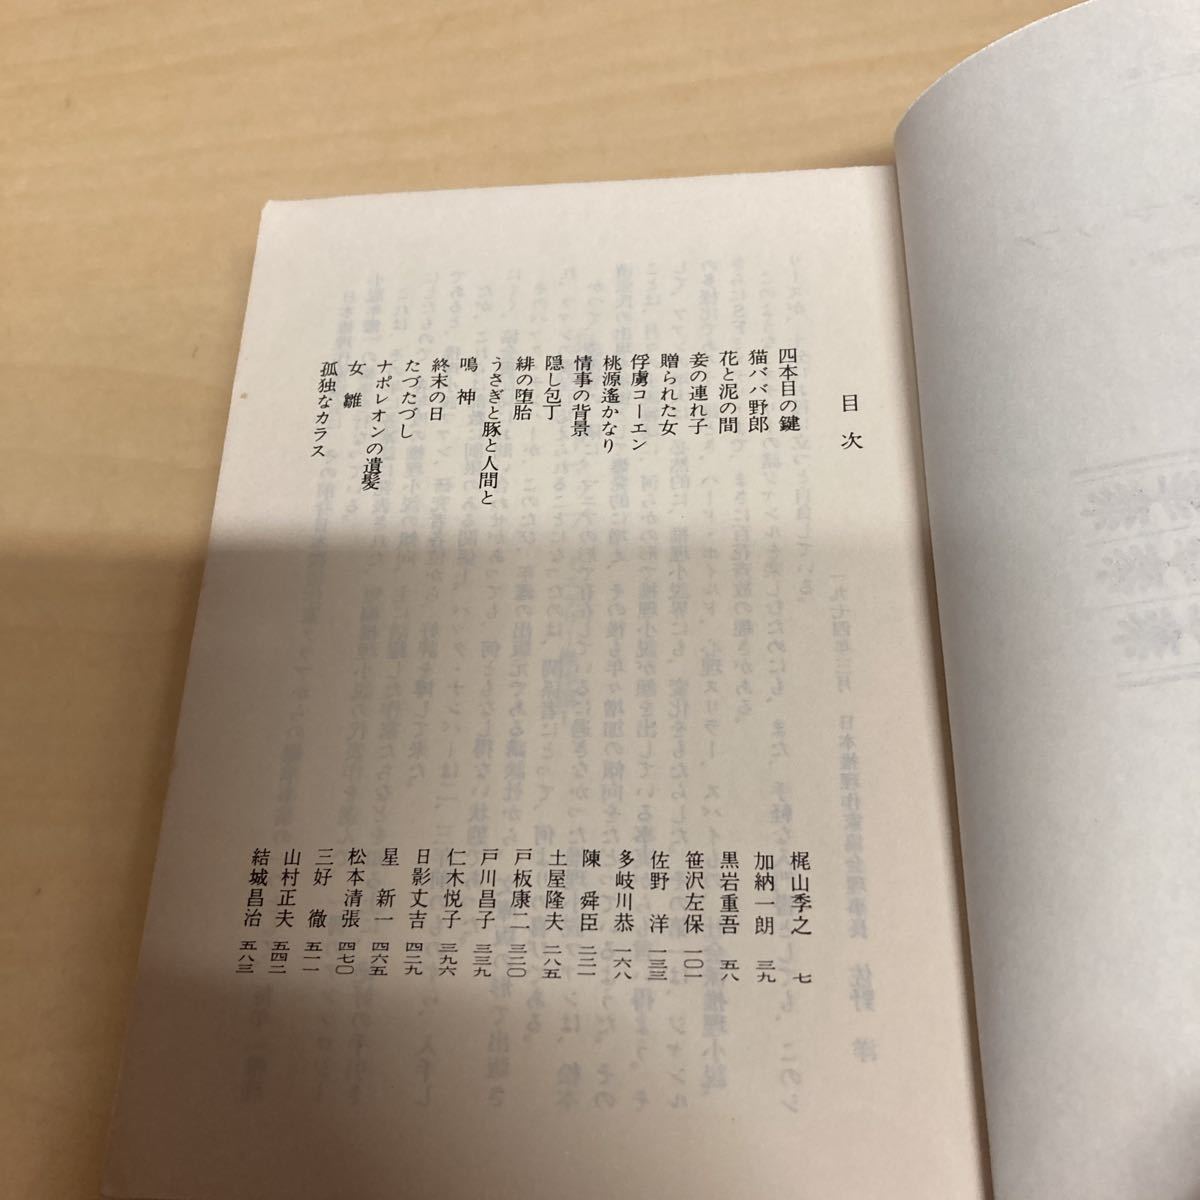 目次
四本目の鍵 梶山季之 七
猫ババ野郎 加納一朗 三九
花と泥の間 黒岩重吾 五八
妾の連れ子 笹沢左保 一〇一
贈られた女 佐野 洋 一三三
俘虜コーエン 多岐川恭 一六八
桃源遙かなり 陳 舜臣 二二一
情事の背景 土屋隆夫 二八五
隠し包丁 戸板康二 三二〇
緋の堕胎 戸川昌子 三三九
うさぎと豚と人間と 仁木悦子 三九六
鳴神 日影丈吉 四二九
終末の日 星 新一 四六五
たづたづし 松本清張 四七〇
ナポレオンの遺髪 三好 徹 五一一
女雛 山村正夫 五四二
孤独なカラス 結城昌治 五八三